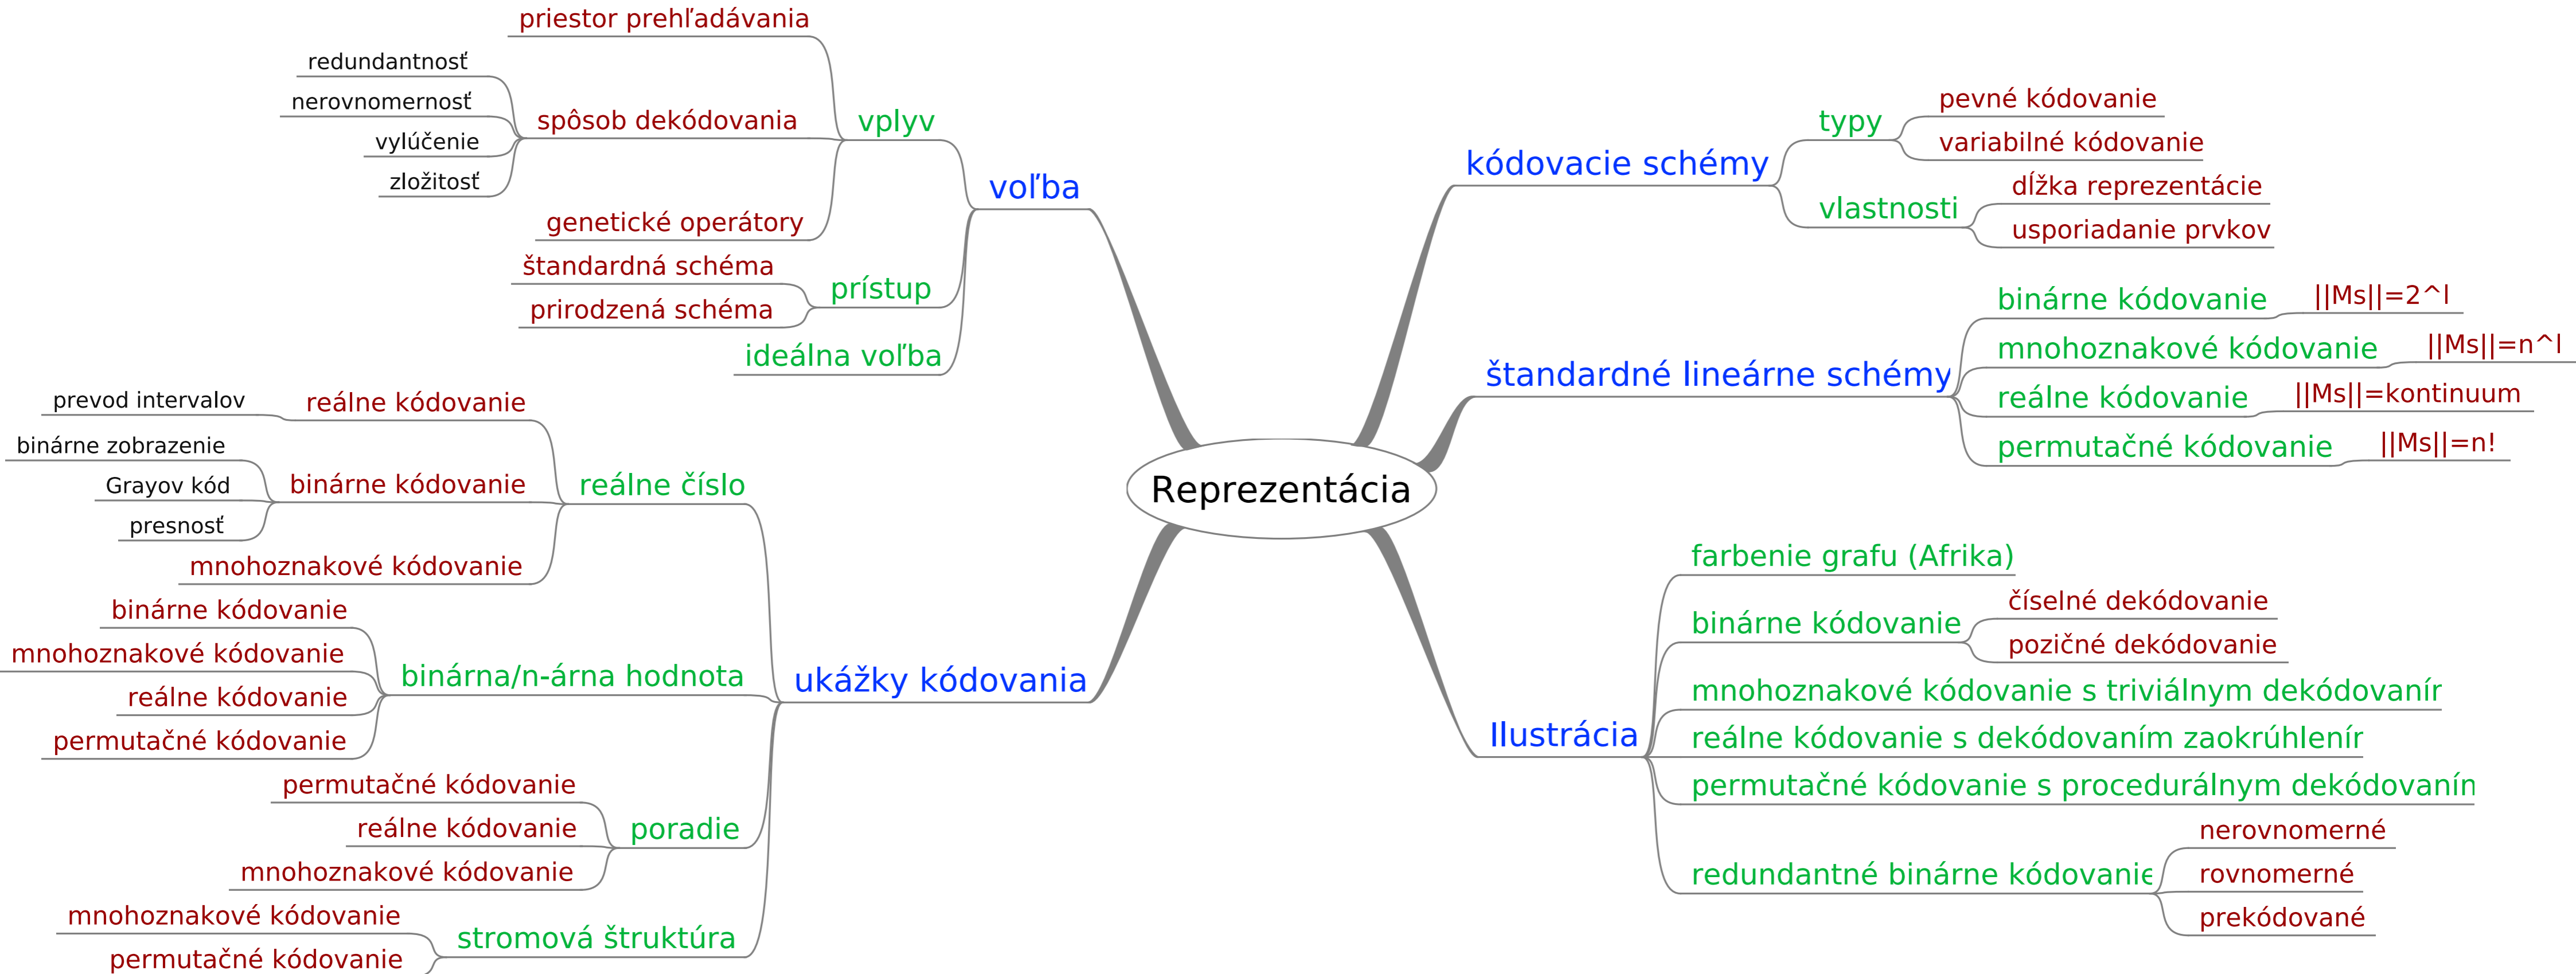 priestor prehľadávania
redundantnosť
nerovnomernosť
vylúčenie
zložitosť
spôsob dekódovania
genetické operátory
vplyv
štandardná schéma
prirodzená schéma
prístup
ideálna voľba
voľba
prevod intervalov
reálne kódovanie
binárne zobrazenie
Grayov kód
presnosť
binárne kódovanie
mnohoznakové kódovanie
reálne číslo
binárne kódovanie
mnohoznakové kódovanie
reálne kódovanie
permutačné kódovanie
binárna/n-árna hodnota
permutačné kódovanie
reálne kódovanie
mnohoznakové kódovanie
poradie
mnohoznakové kódovanie
permutačné kódovanie
stromová štruktúra
ukážky kódovania
Reprezentácia
kódovacie schémy
typy
pevné kódovanie
variabilné kódovanie
vlastnosti
dĺžka reprezentácie
usporiadanie prvkov
štandardné lineárne schémy
binárne kódovanie
||Ms||=2^l
mnohoznakové kódovanie
||Ms||=n^l
reálne kódovanie
||Ms||=kontinuum
permutačné kódovanie
||Ms||=n!
Ilustrácia
farbenie grafu (Afrika)
binárne kódovanie
číselné dekódovanie
pozičné dekódovanie
mnohoznakové kódovanie s triviálnym dekódovaní
reálne kódovanie s dekódovaním zaokrúhlení
permutačné kódovanie s procedurálnym dekódovaní
redundantné binárne kódovanie
nerovnomerné
rovnomerné
prekódované